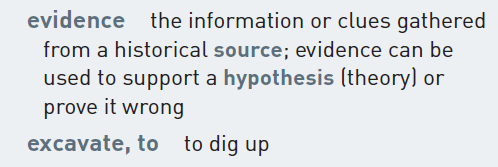 evidence the information or clues gathered
from a historical source; evidence can be
used to support a hypothesis (theory) or
prove it wrong
excavate, to to dig up